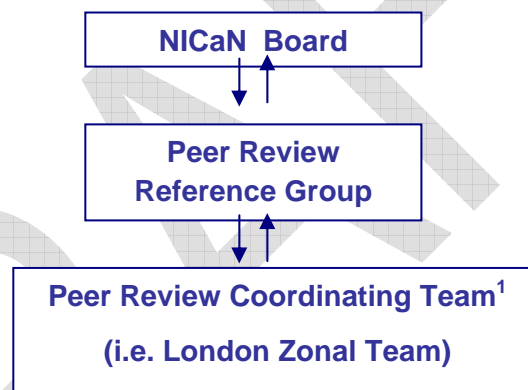 NICaN Board
Peer Review
Reference Group
Peer Review Coordinating Team¹
(i.e. London Zonal Team)